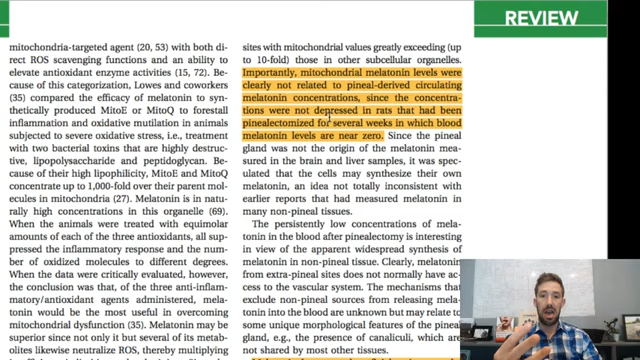 REVIEW
mitochondria-targeted agent (20, 53) with both di-
rect ROS scavenging functions and an ability to
elevate antioxidant enzyme activities (15, 72). Be-
cause of this categorization, Lowes and coworkers
(35) compared the efficacy of melatonin to syn-
thetically produced MitoE or MitoQ to forestall
inflammation and oxidative mutilation in animals
subjected to severe oxidative stress, i.e., treatment
with two bacterial toxins that are highly destruc-
tive, lipopolysaccharide and peptidoglycan. Be-
cause of their high lipophilicity, MitoE and MitoQ
concentrate up to 1,000-fold over their parent mol-
ecules in mitochondria (27). Melatonin is in natu-
rally high concentrations in this organelle (69).
When the animals were treated with equimolar
amounts of each of the three antioxidants, all sup-
pressed the inflammatory response and the num-
ber of oxidized molecules to different degrees.
When the data were critically evaluated, however,
the conclusion was that, of the three anti-inflam-
matory/antioxidant agents administered, mela-
tonin would be the most useful in overcoming
mitochondrial dysfunction (35). Melatonin may be
superior since not only it but several of its metab-
olites likewise neutralize ROS, thereby multiplying
sites with mitochondrial values greatly exceeding (up
to 10-fold) those in other subcellular organelles.
Importantly, mitochondrial melatonin levels were
clearly not related to pineal-derived circulating
melatonin concentrations, since the concentra-
tions were not depressed in rats that had been
pinealectomized for several weeks in which blood
melatonin levels are near zero. Since the pineal
gland was not the origin of the melatonin mea-
sured in the brain and liver samples, it was spec-
ulated that the cells may synthesize their own
melatonin, an idea not totally inconsistent with
earlier reports that had measured melatonin in
many non-pineal tissues.
The persistently low concentrations of mela-
tonin in the blood after pinealectomy is interesting
in view of the apparent widespread synthesis of
melatonin in non-pineal tissue. Clearly, melatonin
from extra-pineal sites does not normally have ac-
cess to the vascular system. The mechanisms that
exclude non-pineal sources from releasing mela-
tonin into the blood are unknown but may relate to
some unique morphological features of the pineal
gland, e.g., the presence of canaliculi, which are
not shared by most other tissues.